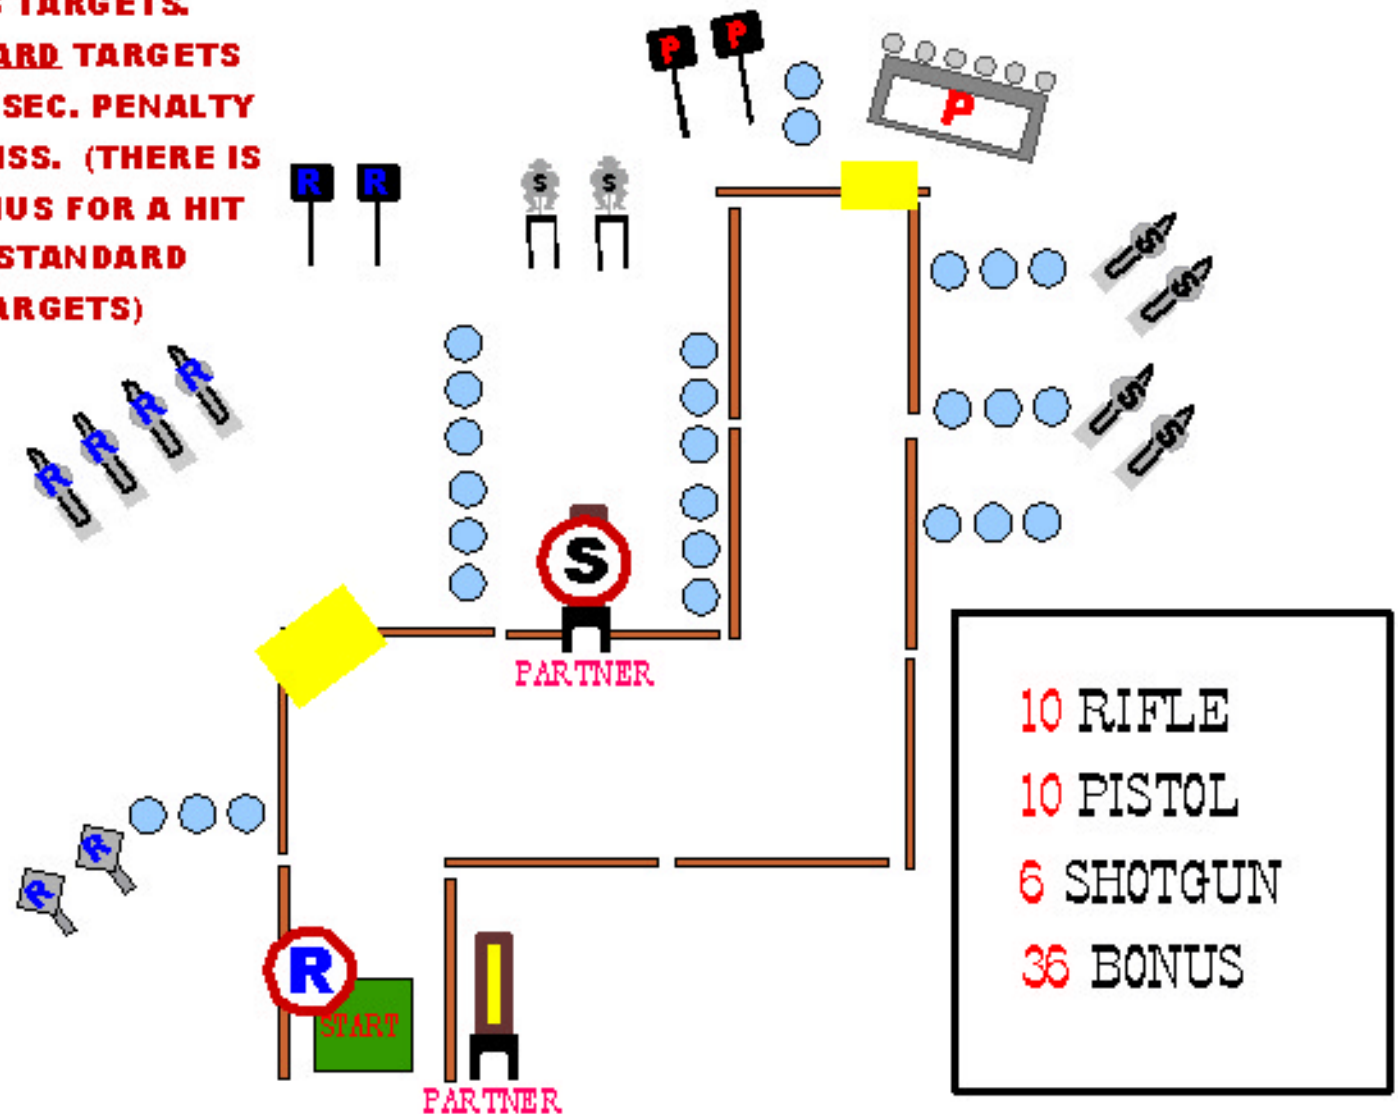 TARGETS.
ARD TARGETS
SEC. PENALTY
ISS. (THERE IS
US FOR A HIT
STANDARD
ARGETS)
P
P
P
R
R
S
S
S
S
R
R
R
R
S
S
S
PARTNER
R
R
R
START
PARTNER
10 RIFLE
10 PISTOL
6 SHOTGUN
36 BONUS